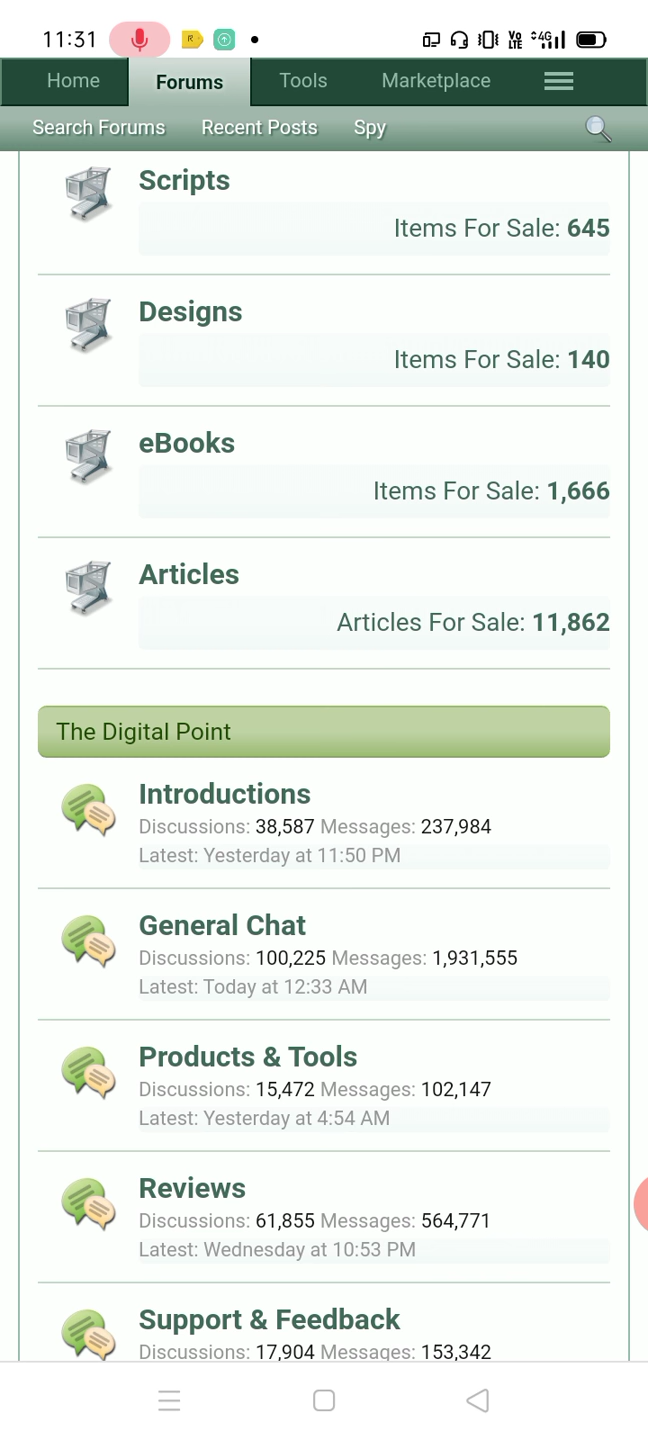 11:31
R
VO LTE 4G
Home Forums Tools Marketplace
Search Forums Recent Posts Spy
Scripts
Items For Sale: 645
Designs
Items For Sale: 140
eBooks
Items For Sale: 1,666
Articles
Articles For Sale: 11,862
The Digital Point
Introductions
Discussions: 38,587 Messages: 237,984
Latest: Yesterday at 11:50 PM
General Chat
Discussions: 100,225 Messages: 1,931,555
Latest: Today at 12:33 AM
Products & Tools
Discussions: 15,472 Messages: 102,147
Latest: Yesterday at 4:54 AM
Reviews
Discussions: 61,855 Messages: 564,771
Latest: Wednesday at 10:53 PM
Support & Feedback
Discussions: 17,904 Messages: 153,342